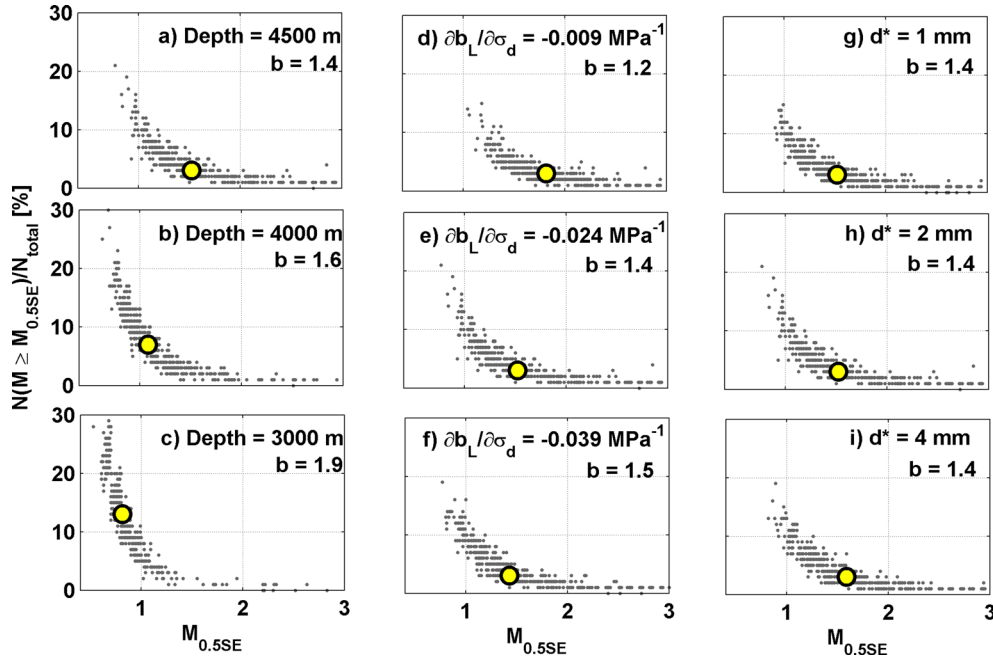 N(M ≥ M0.5SE)/Ntotal [%]
30
20
10
0
a) Depth = 4500 m
b = 1.4
30
20
10
0
b) Depth = 4000 m
b = 1.6
30
20
10
0
c) Depth = 3000 m
b = 1.9
1 2 3
M0.5SE
d) ∂bL/∂σd = -0.009 MPa-1
b = 1.2
e) ∂bL/∂σd = -0.024 MPa-1
b = 1.4
f) ∂bL/∂σd = -0.039 MPa-1
b = 1.5
1 2 3
M0.5SE
g) d* = 1 mm
b = 1.4
h) d* = 2 mm
b = 1.4
i) d* = 4 mm
b = 1.4
1 2 3
M0.5SE